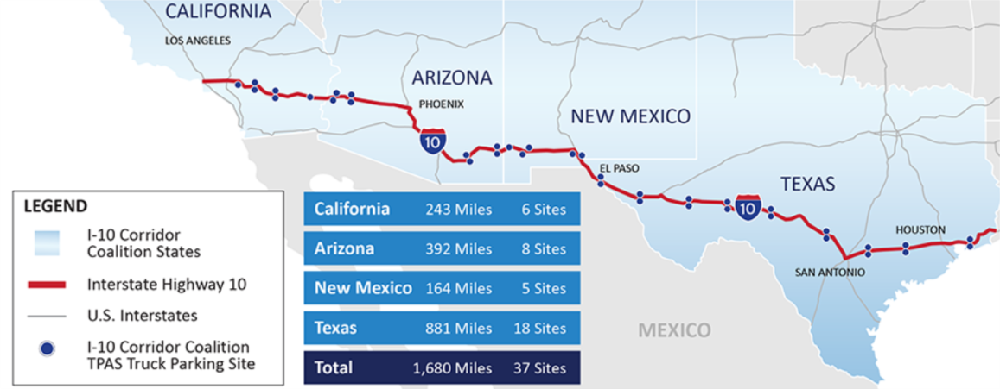 CALIFORNIA
LOS ANGELES
ARIZONA
PHOENIX
NEW MEXICO
10
EL PASO
TEXAS
10
HOUSTON
SAN ANTONIO
MEXICO
LEGEND
I-10 Corridor
Coalition States
Interstate Highway 10
U.S. Interstates
I-10 Corridor Coalition
TPAS Truck Parking Site
California 243 Miles 6 Sites
Arizona 392 Miles 8 Sites
New Mexico 164 Miles 5 Sites
Texas 881 Miles 18 Sites
Total 1,680 Miles 37 Sites